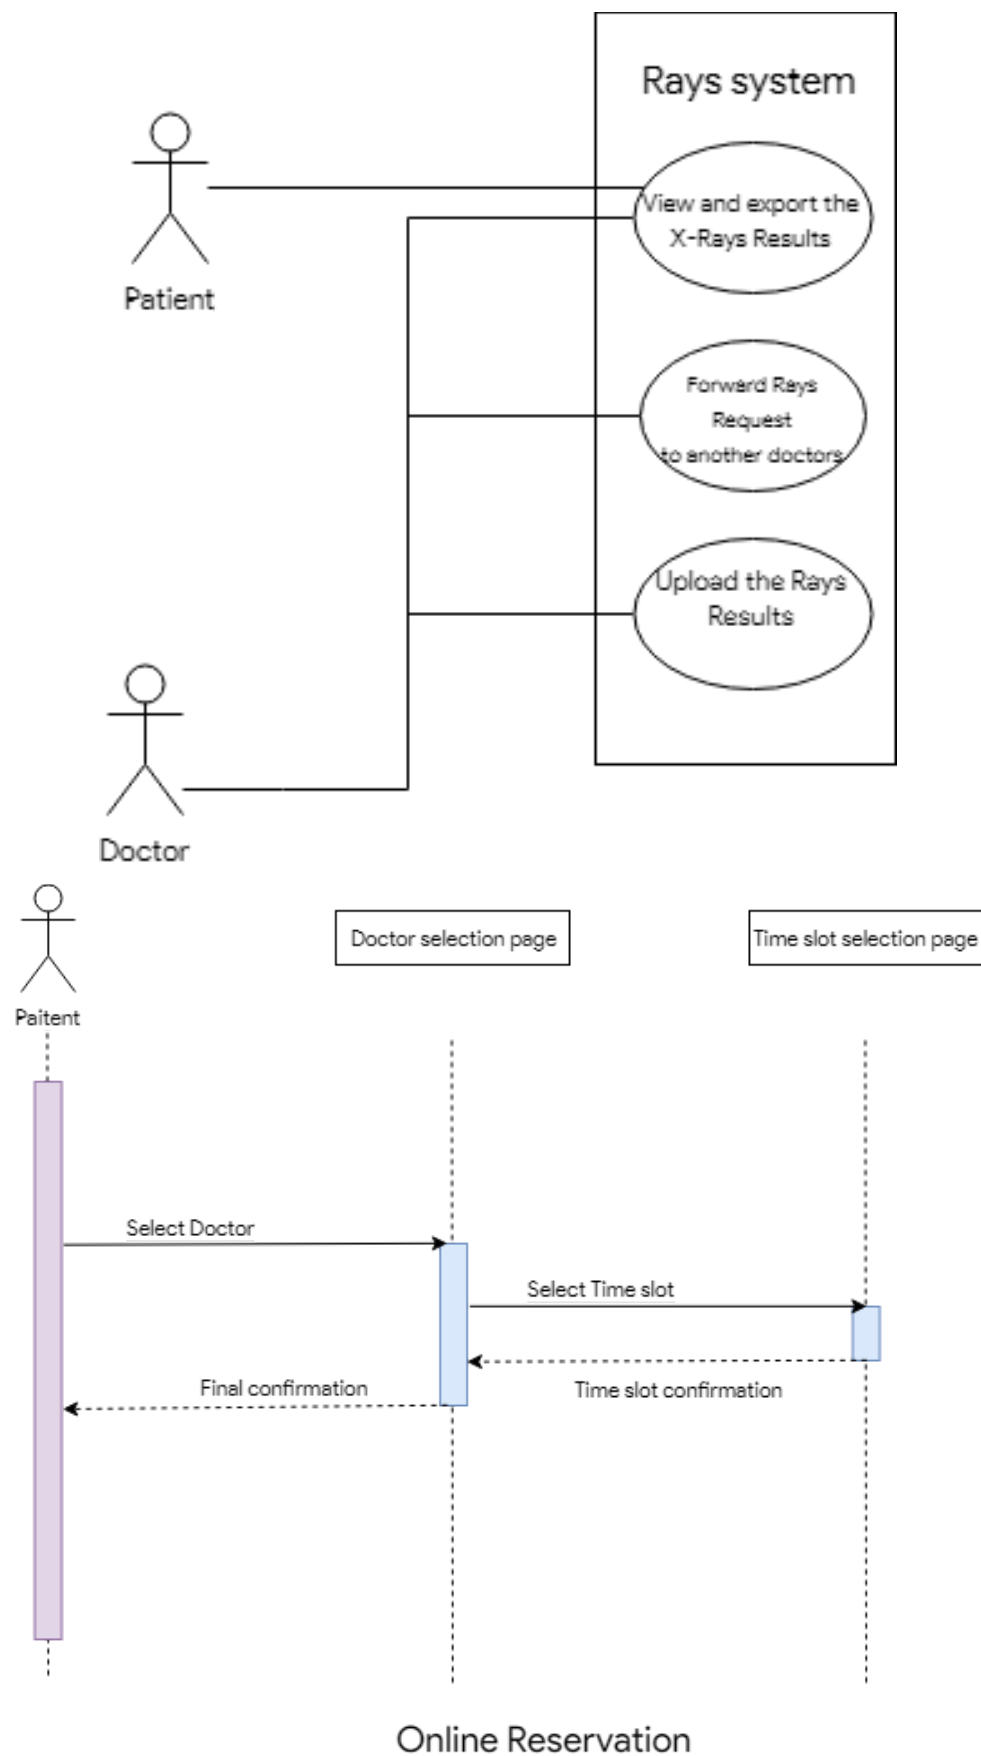 Rays system
View and export the
X-Rays Results
Patient
Forward Rays
Request
to another doctors
Upload the Rays
Results
Doctor
Paitent
Doctor selection page
Time slot selection page
Select Doctor
Select Time slot
Final confirmation
Time slot confirmation
Online Reservation